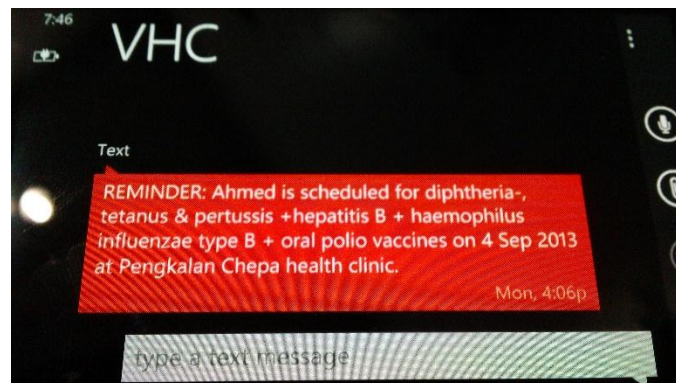 7:46
VHC
Text
REMINDER: Ahmed is scheduled for diphtheria-,
tetanus & pertussis +hepatitis B + haemophilus
influenzae type B + oral polio vaccines on 4 Sep 2013
at Pengkalan Chepa health clinic.
Mon, 4:06p
type a text message